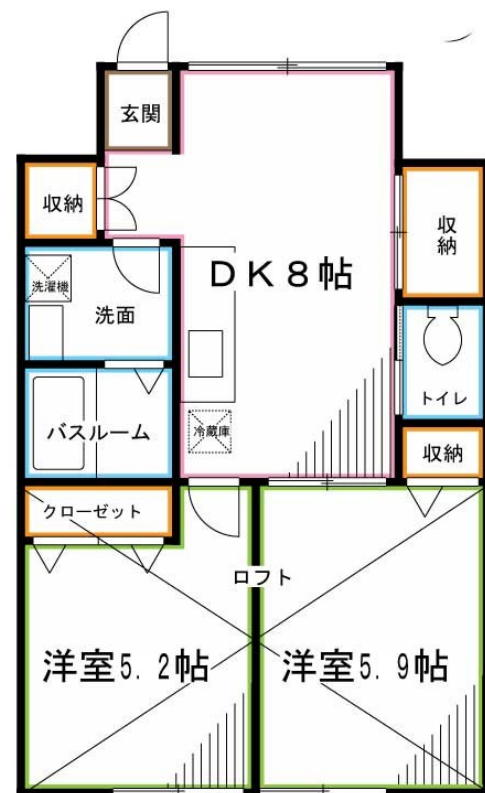 玄関
収納
収納
DK8帖
洗濯機
洗面
トイレ
バスルーム
冷蔵庫
収納
クローゼット
ロフト
洋室5.2帖
洋室5.9帖